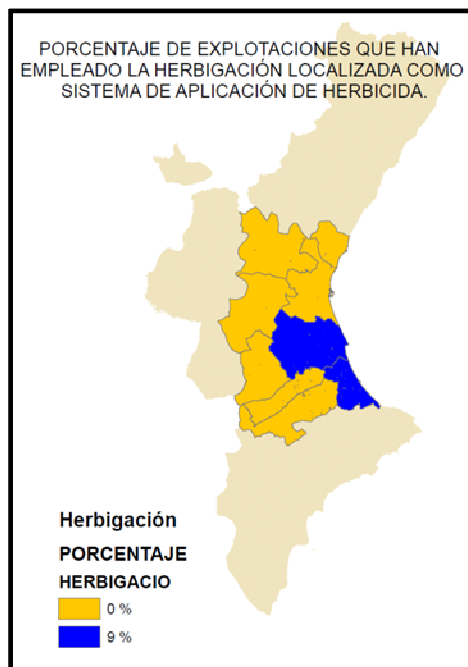 PORCENTAJE DE EXPLOTACIONES QUE HAN
EMPLEADO LA HERBIGACIÓN LOCALIZADA COMO
SISTEMA DE APLICACIÓN DE HERBICIDA.
Herbigación
PORCENTAJE
HERBIGACIO
0 %
9 %